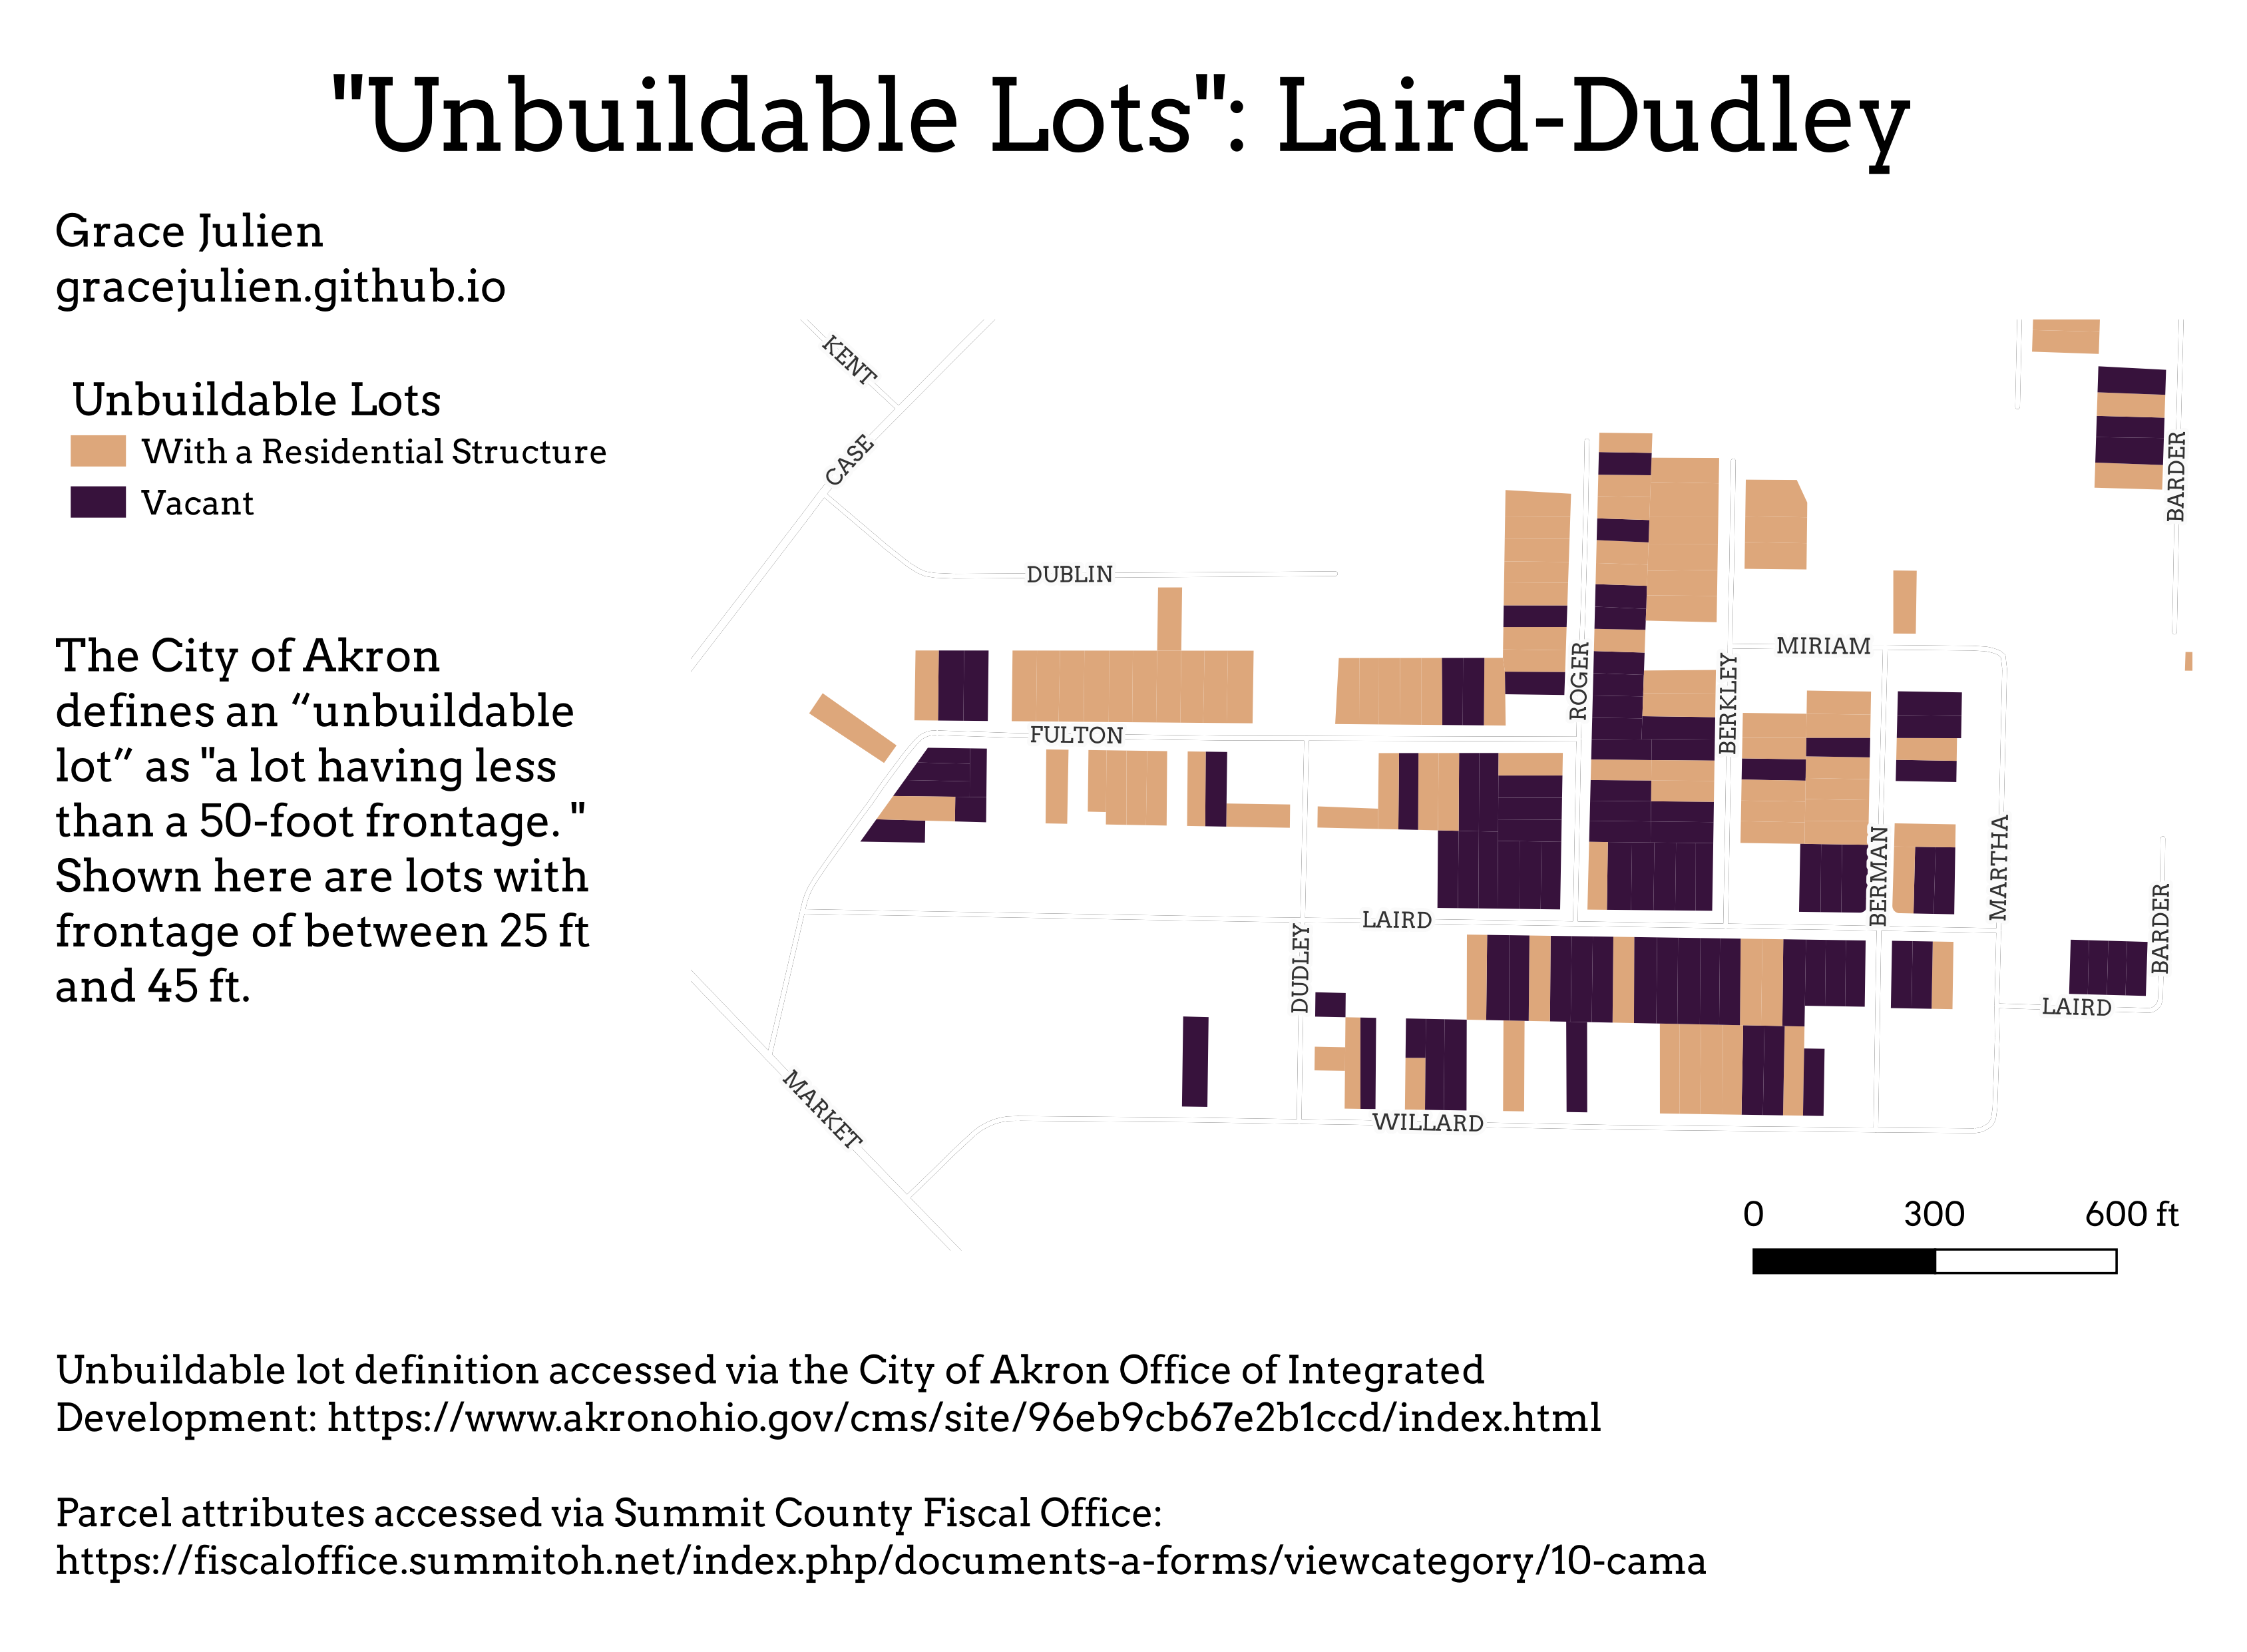 "Unbuildable Lots": Laird-Dudley
Grace Julien
gracejulien.github.io
Unbuildable Lots
With a Residential Structure
Vacant
The City of Akron
defines an “unbuildable
lot” as "a lot having less
than a 50-foot frontage. "
Shown here are lots with
frontage of between 25 ft
and 45 ft.
KENT
CASE
BARDER
DUBLIN
MIRIAM
ROGER
BERKLEY
FULTON
BERMAN
MARTHA
LAIRD
BARDER
DUDLEY
LAIRD
MARKET
WILLARD
0 300 600 ft
Unbuildable lot definition accessed via the City of Akron Office of Integrated
Development: https://www.akronohio.gov/cms/site/96eb9cb67e2b1ccd/index.html
Parcel attributes accessed via Summit County Fiscal Office:
https://fiscaloffice.summitoh.net/index.php/documents-a-forms/viewcategory/10-cama